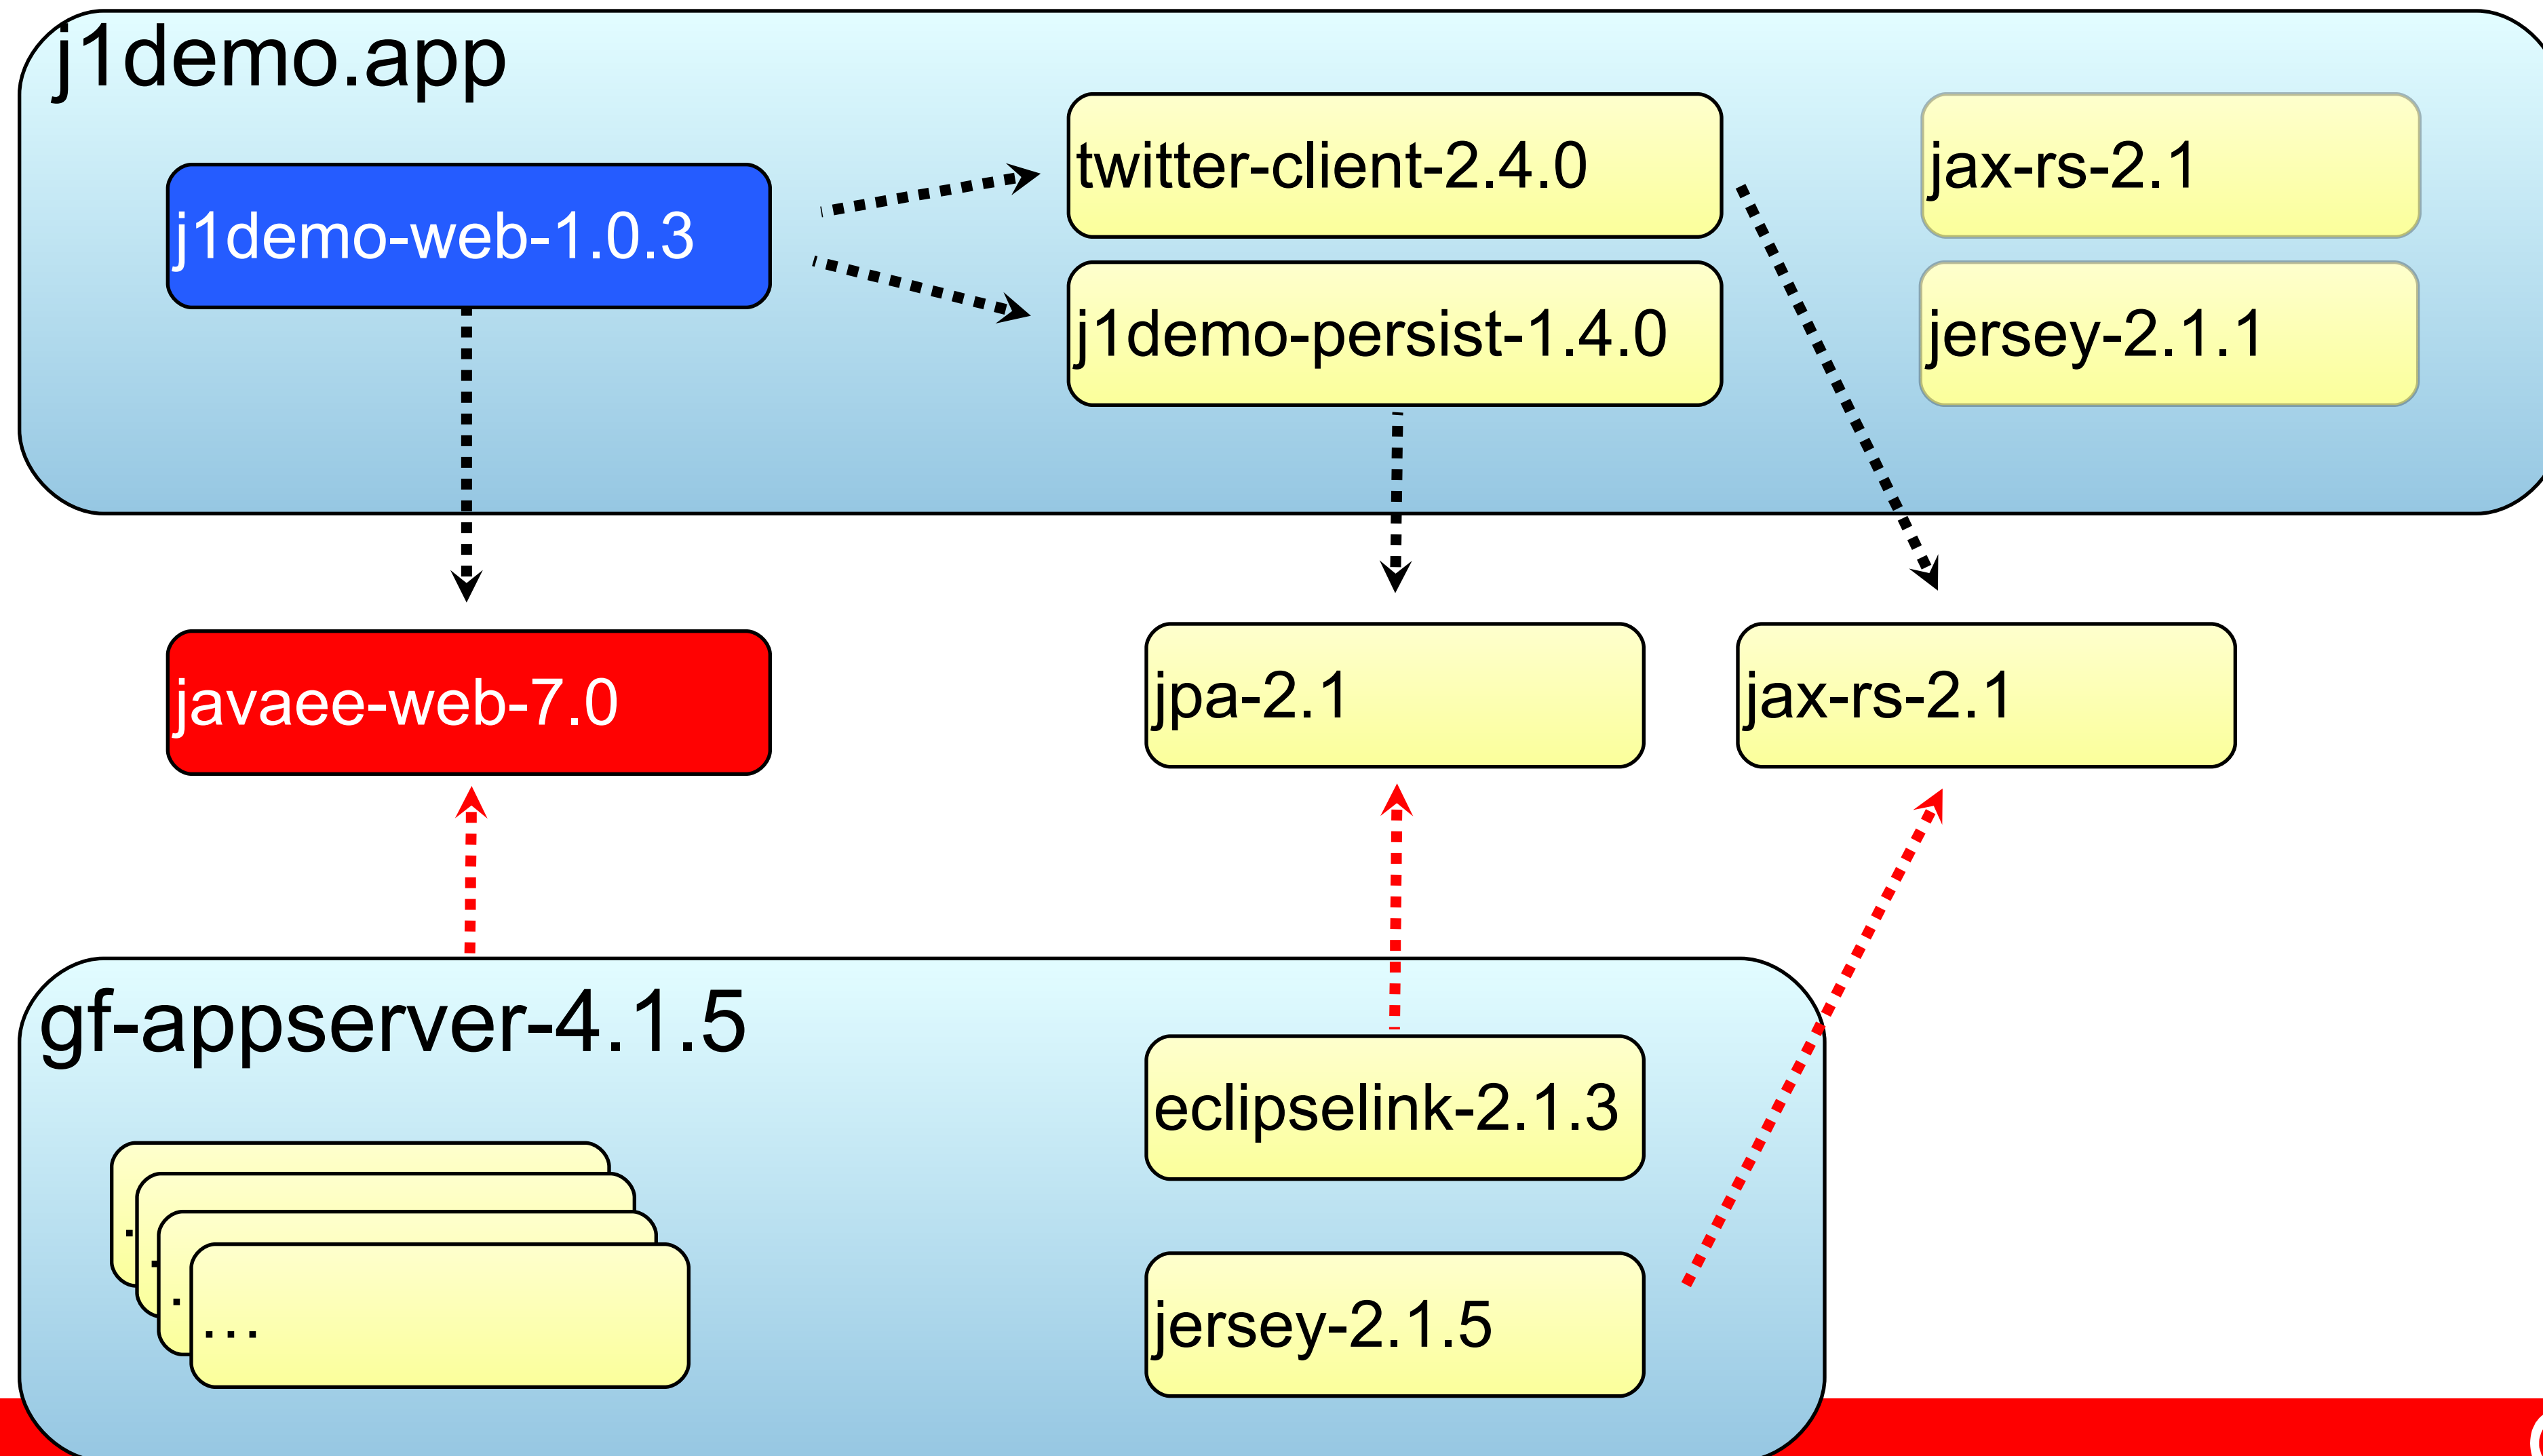 j1demo.app
twitter-client-2.4.0
jax-rs-2.1
j1demo-web-1.0.3
j1demo-persist-1.4.0
jersey-2.1.1
javaee-web-7.0
jpa-2.1
jax-rs-2.1
gf-appserver-4.1.5
eclipselink-2.1.3
jersey-2.1.5
…